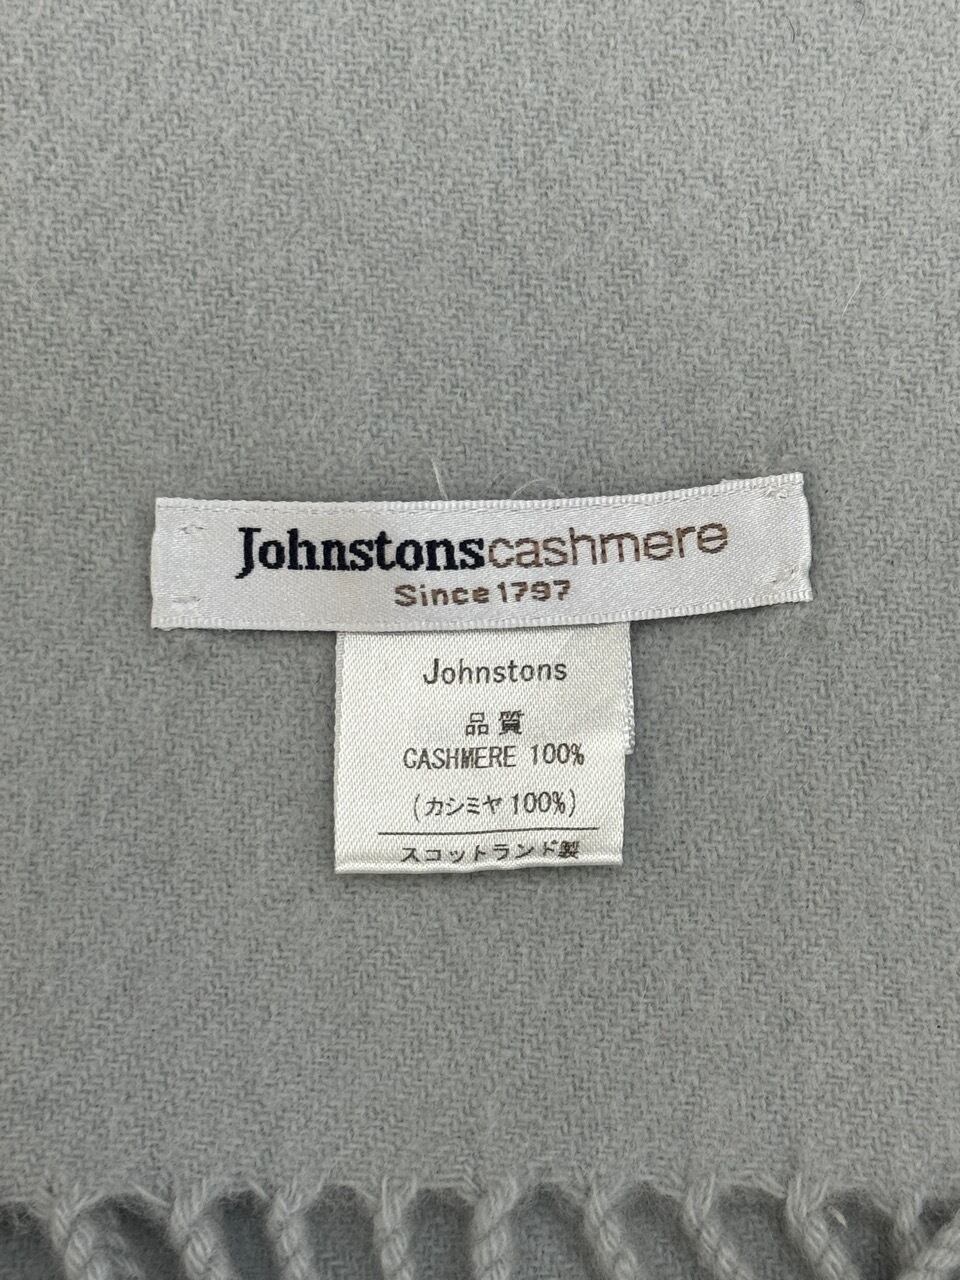 Johnstonscashmere
Since 1797
Johnstons
品質
CASHMERE 100%
(カシミヤ 100%)
スコットランド製